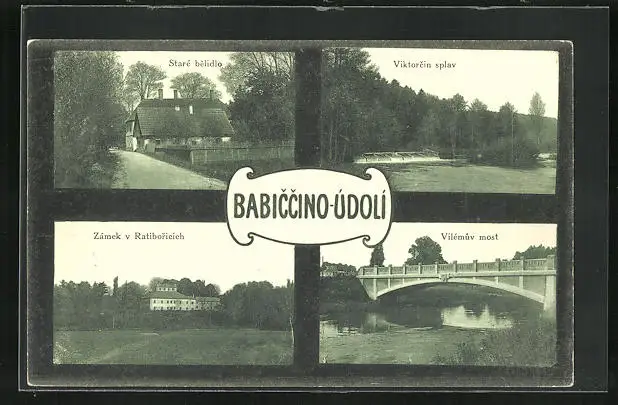 Staré bělidlo
Viktorčin splav
BABIČČINO-ÚDOLÍ
Zámek v Ratibořicích
Vilémův most